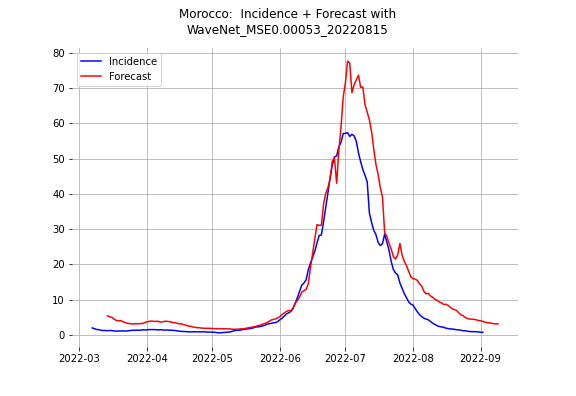 Morocco:  Incidence + Forecast with
WaveNet_MSE0.00053_20220815
80
70
60
50
40
30
20
10
0
Incidence
Forecast
2022-03 2022-04 2022-05 2022-06 2022-07 2022-08 2022-09